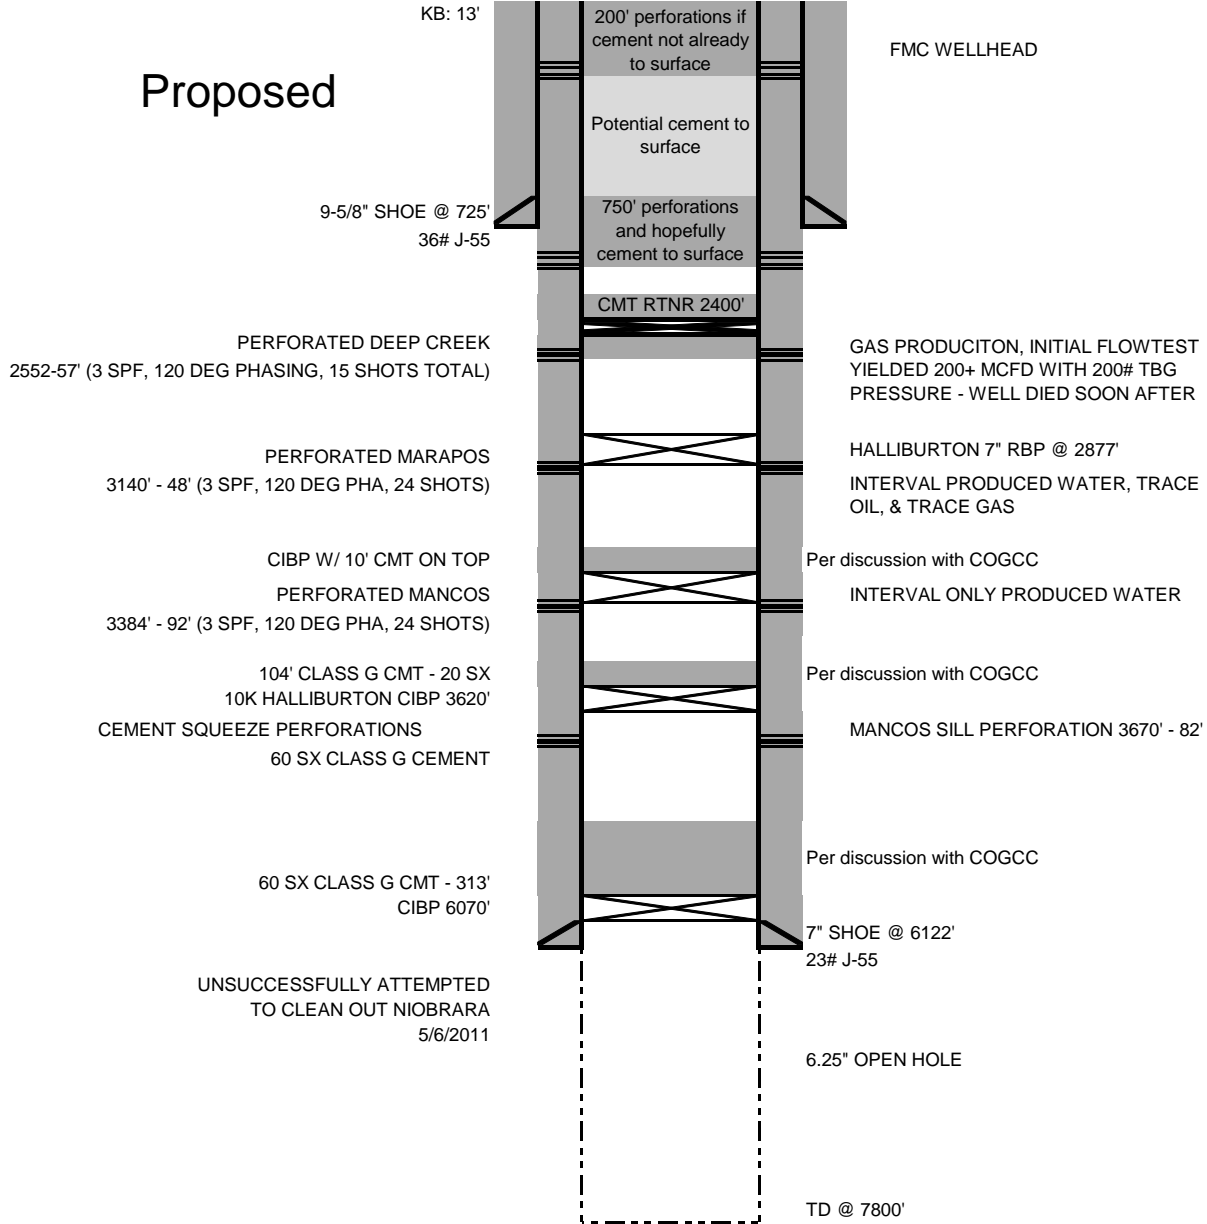 KB: 13'
200' perforations if
cement not already
to surface
FMC WELLHEAD
Proposed
Potential cement to
surface
9-5/8" SHOE @ 725'
36# J-55
750' perforations
and hopefully
cement to surface
CMT RTNR 2400'
PERFORATED DEEP CREEK
2552-57' (3 SPF, 120 DEG PHASING, 15 SHOTS TOTAL)
GAS PRODUCITON, INITIAL FLOWTEST
YIELDED 200+ MCFD WITH 200# TBG
PRESSURE - WELL DIED SOON AFTER
HALLIBURTON 7" RBP @ 2877'
PERFORATED MARAPOS
3140' - 48' (3 SPF, 120 DEG PHA, 24 SHOTS)
INTERVAL PRODUCED WATER, TRACE
OIL, & TRACE GAS
CIBP W/ 10' CMT ON TOP
Per discussion with COGCC
PERFORATED MANCOS
3384' - 92' (3 SPF, 120 DEG PHA, 24 SHOTS)
INTERVAL ONLY PRODUCED WATER
104' CLASS G CMT - 20 SX
10K HALLIBURTON CIBP 3620'
Per discussion with COGCC
CEMENT SQUEEZE PERFORATIONS
60 SX CLASS G CEMENT
MANCOS SILL PERFORATION 3670' - 82'
Per discussion with COGCC
60 SX CLASS G CMT - 313'
CIBP 6070'
7" SHOE @ 6122'
23# J-55
UNSUCCESSFULLY ATTEMPTED
TO CLEAN OUT NIOBRARA
5/6/2011
6.25" OPEN HOLE
TD @ 7800'